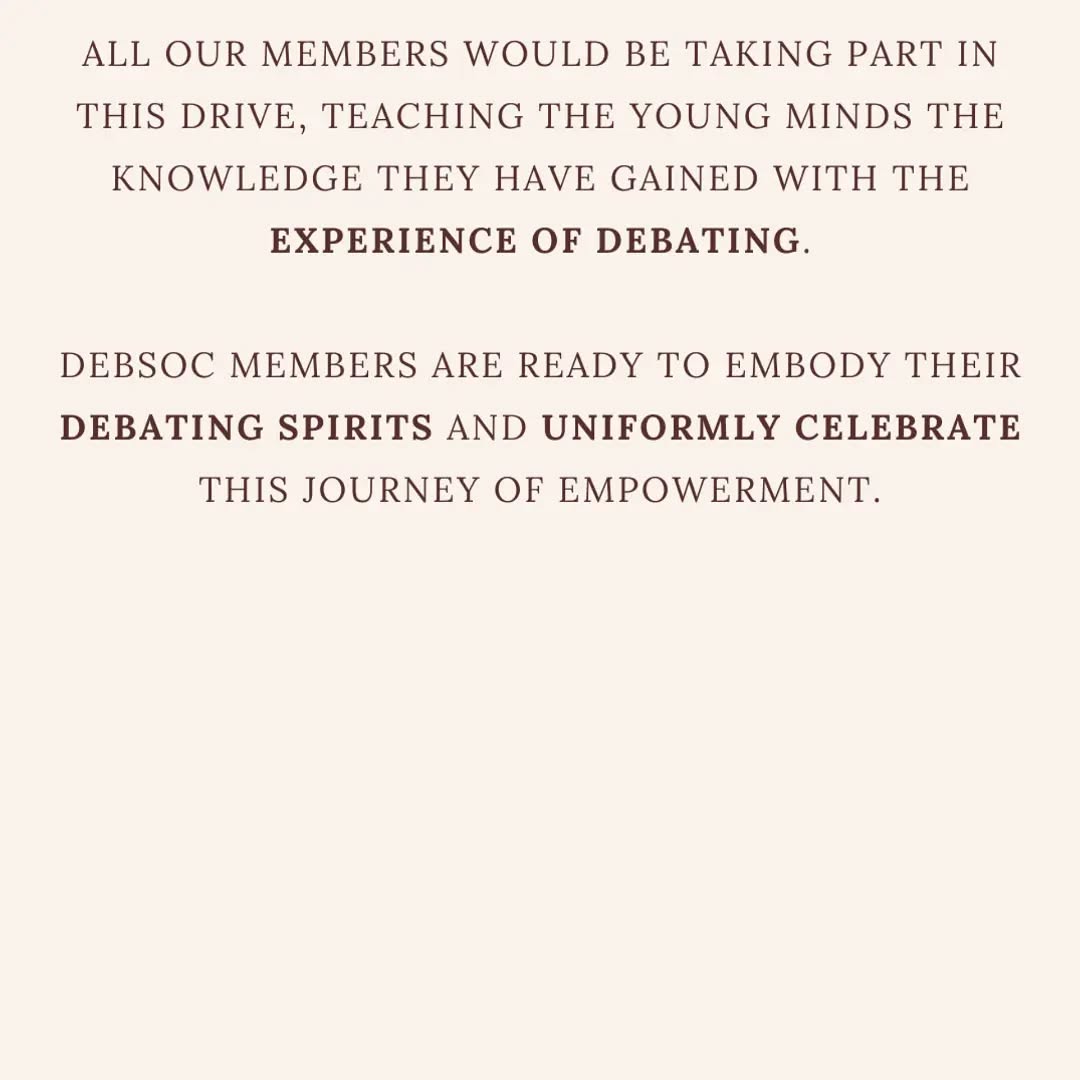 ALL OUR MEMBERS WOULD BE TAKING PART IN
THIS DRIVE, TEACHING THE YOUNG MINDS THE
KNOWLEDGE THEY HAVE GAINED WITH THE
EXPERIENCE OF DEBATING.
DEBSOC MEMBERS ARE READY TO EMBODY THEIR
DEBATING SPIRITS AND UNIFORMLY CELEBRATE
THIS JOURNEY OF EMPOWERMENT.